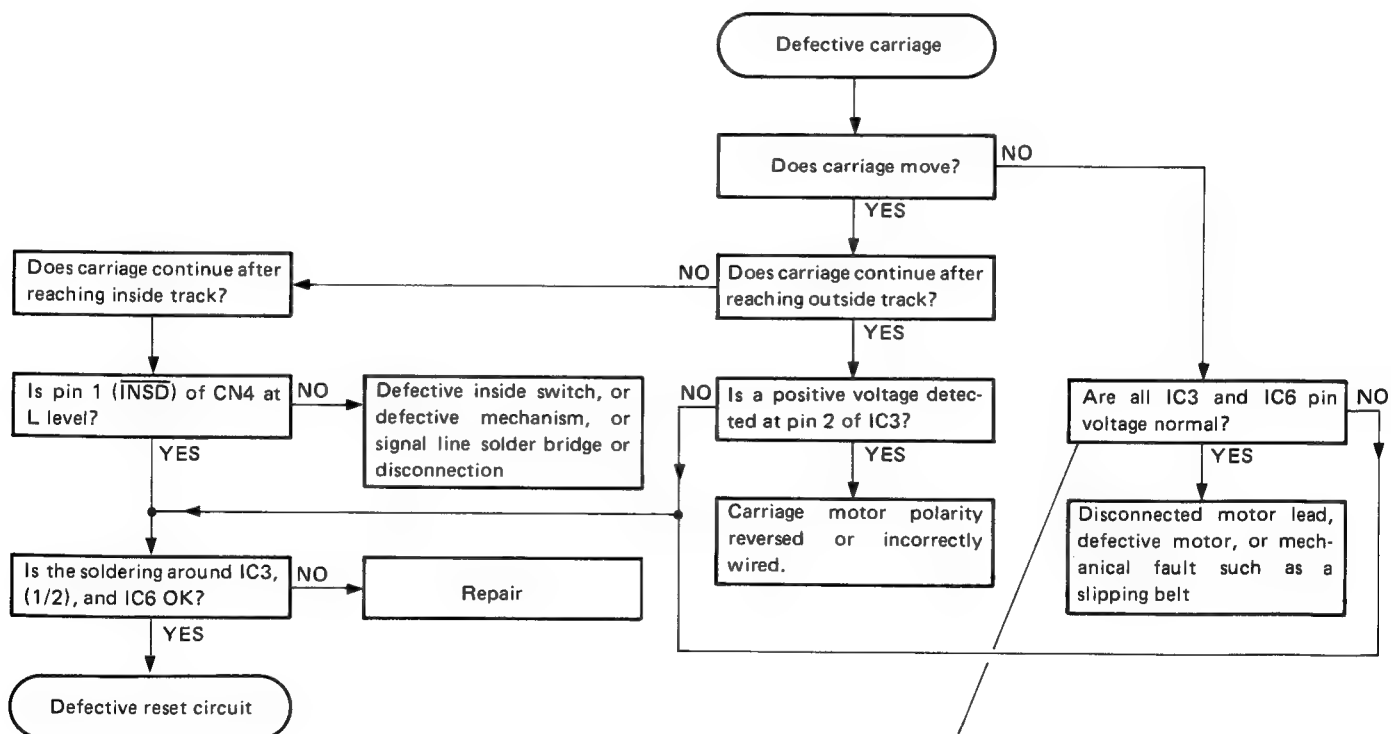 Defective carriage
Does carriage move?
NO
YES
Does carriage continue after
reaching inside track?
NO
Does carriage continue after
reaching outside track?
YES
Is pin 1 (INSD) of CN4 at
L level?
NO
YES
Defective inside switch, or
defective mechanism, or
signal line solder bridge or
disconnection
NO
Is a positive voltage detec-
ted at pin 2 of IC3?
YES
Are all IC3 and IC6 pin
voltage normal?
NO
YES
Carriage motor polarity
reversed or incorrectly
wired.
Disconnected motor lead,
defective motor, or mech-
anical fault such as a
slipping belt
Is the soldering around IC3,
(1/2), and IC6 OK?
NO
YES
Repair
Defective reset circuit